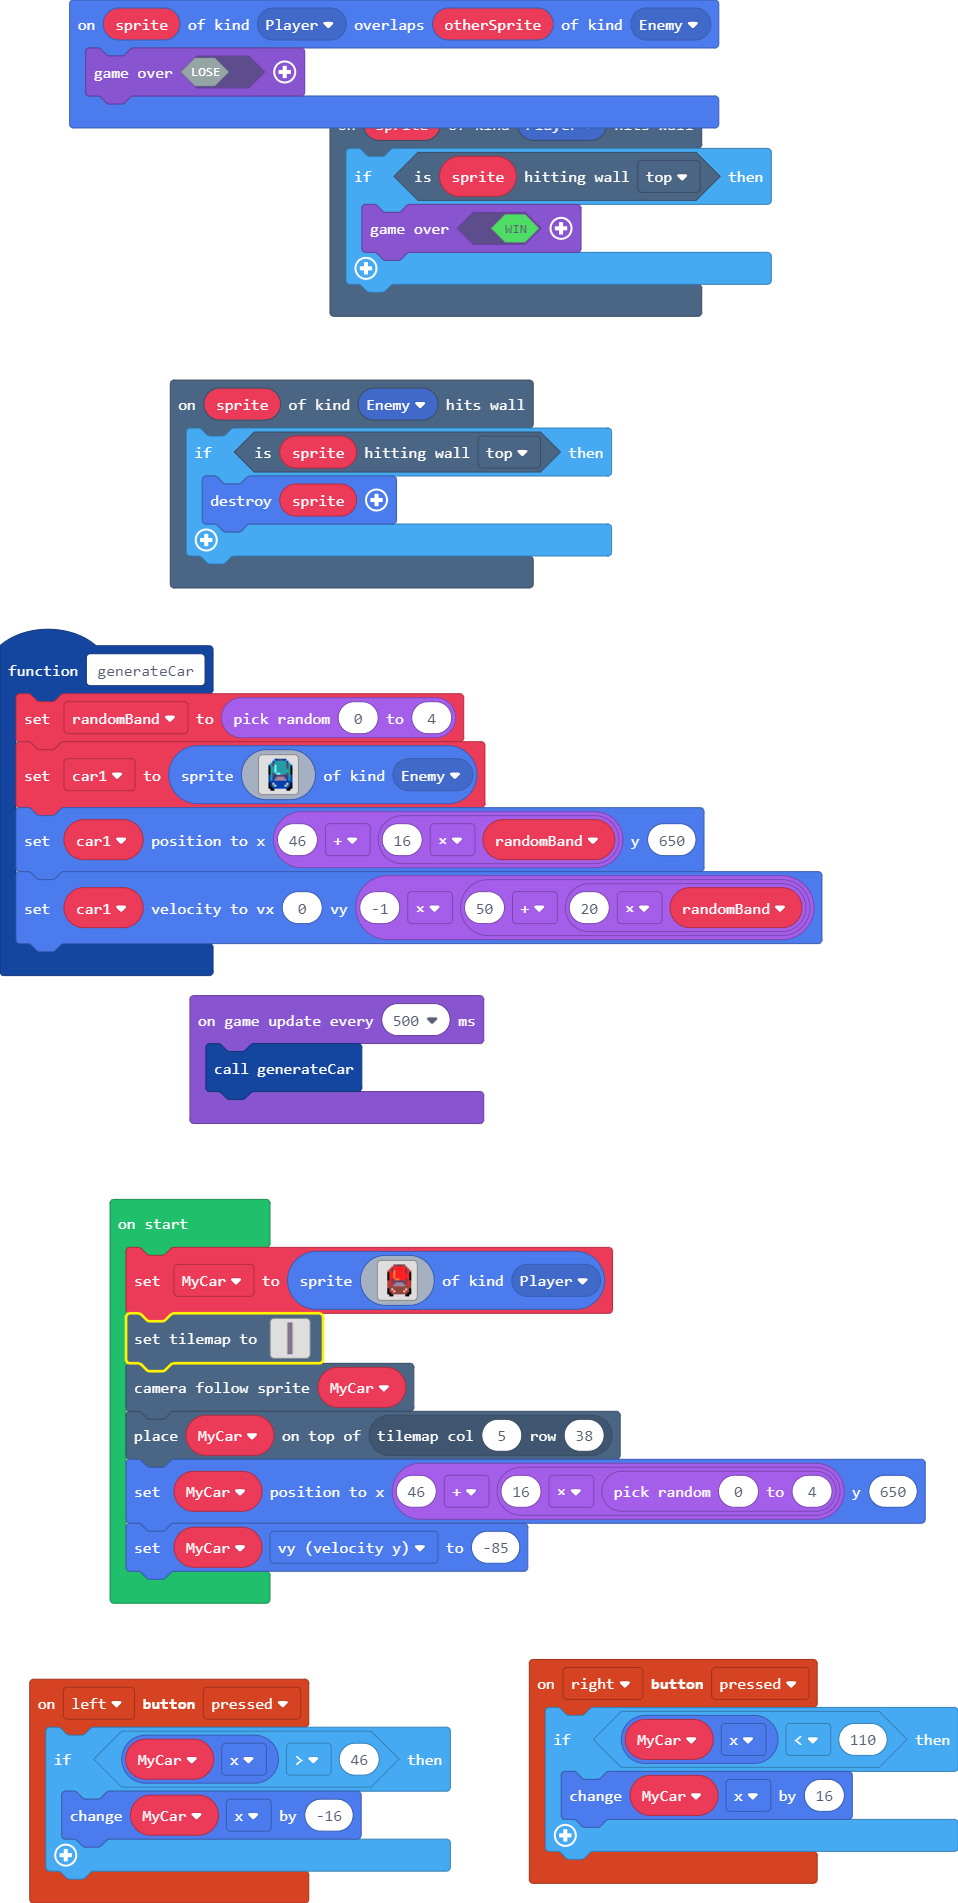 on sprite of kind Player overlaps otherSprite of kind Enemy
game over LOSE
on sprite of kind Player hits wall
if is sprite hitting wall top then
game over WIN
on sprite of kind Enemy hits wall
if is sprite hitting wall top then
destroy sprite
function generateCar
set randomBand to pick random 0 to 4
set car1 to sprite of kind Enemy
set car1 position to x 46 + 16 × randomBand y 650
set car1 velocity to vx 0 vy -1 × 50 + 20 × randomBand
on game update every 500 ms
call generateCar
on start
set MyCar to sprite of kind Player
set tilemap to
camera follow sprite MyCar
place MyCar on top of tilemap col 5 row 38
set MyCar position to x 46 + 16 × pick random 0 to 4 y 650
set MyCar vy (velocity y) to -85
on left button pressed
if MyCar x > 46 then
change MyCar x by -16
on right button pressed
if MyCar x < 110 then
change MyCar x by 16